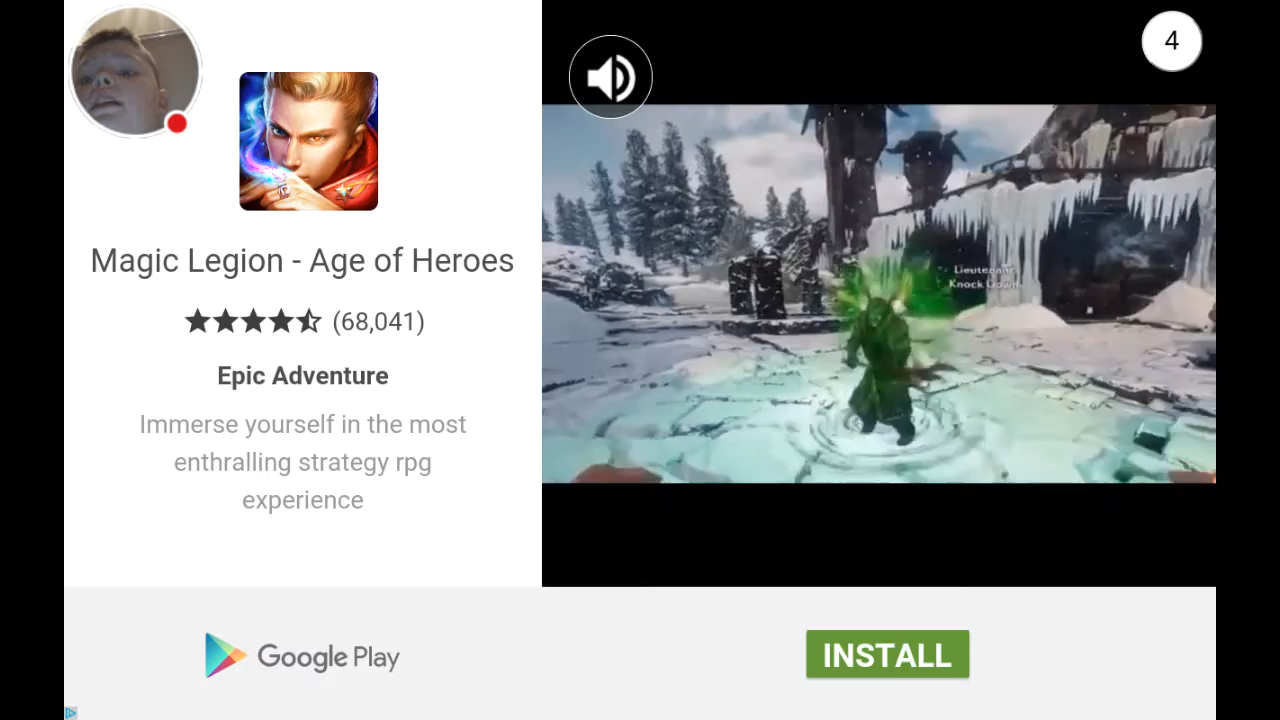 4
Magic Legion - Age of Heroes
(68,041)
Epic Adventure
Immerse yourself in the most
enthralling strategy rpg
experience
Lieutenant
Knock Down
Google Play
INSTALL